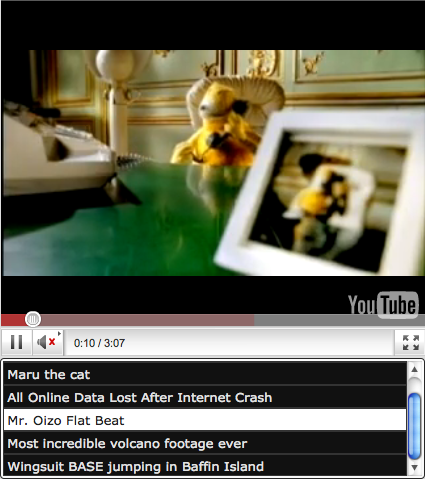 YouTube
0:10 / 3:07
Maru the cat
All Online Data Lost After Internet Crash
Mr. Oizo Flat Beat
Most incredible volcano footage ever
Wingsuit BASE jumping in Baffin Island